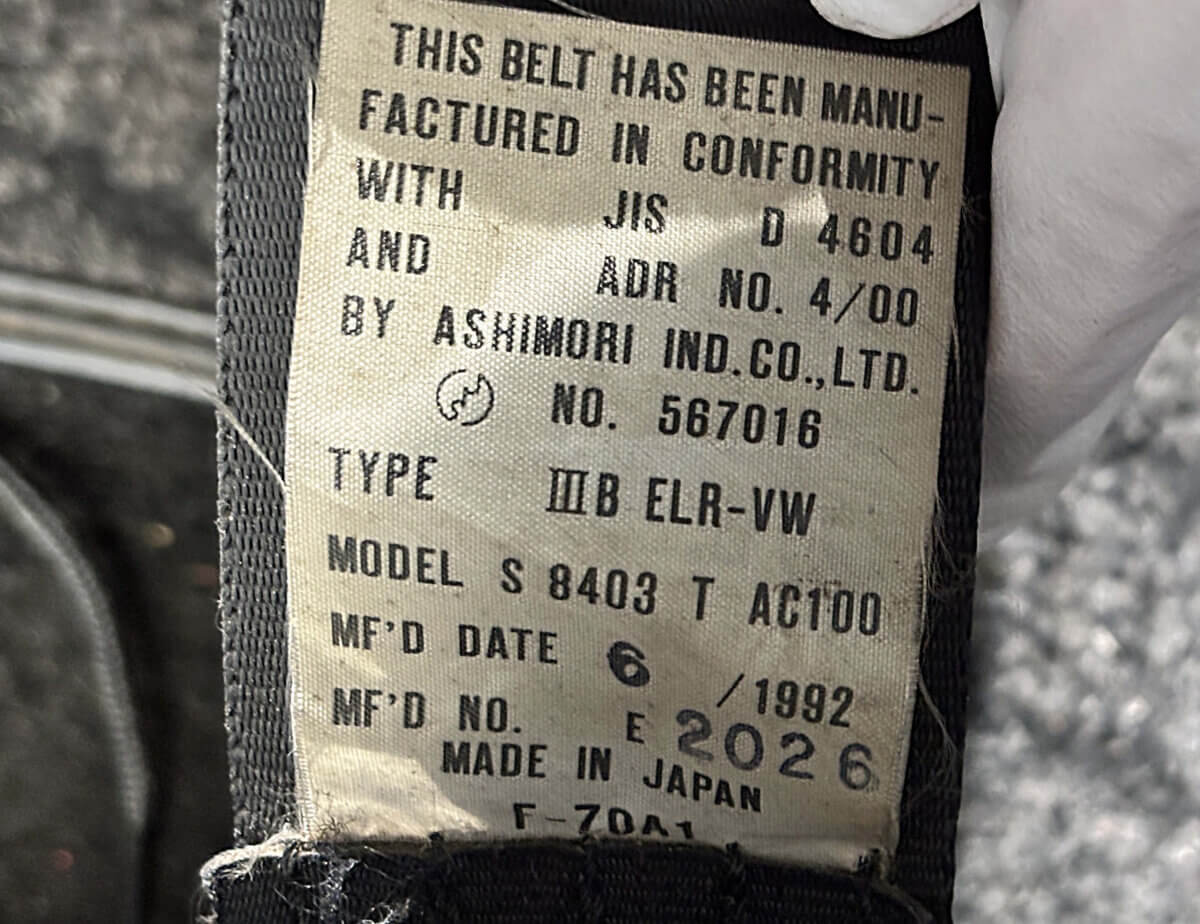 THIS BELT HAS BEEN MANU-
FACTURED IN CONFORMITY
WITH JIS D 4604
AND ADR NO. 4/00
BY ASHIMORI IND.CO.,LTD.
NO. 567016
TYPE ⅢB ELR-VW
MODEL S 8403 T AC100
MF'D DATE 6 /1992
MF'D NO. E 2026
MADE IN JAPAN